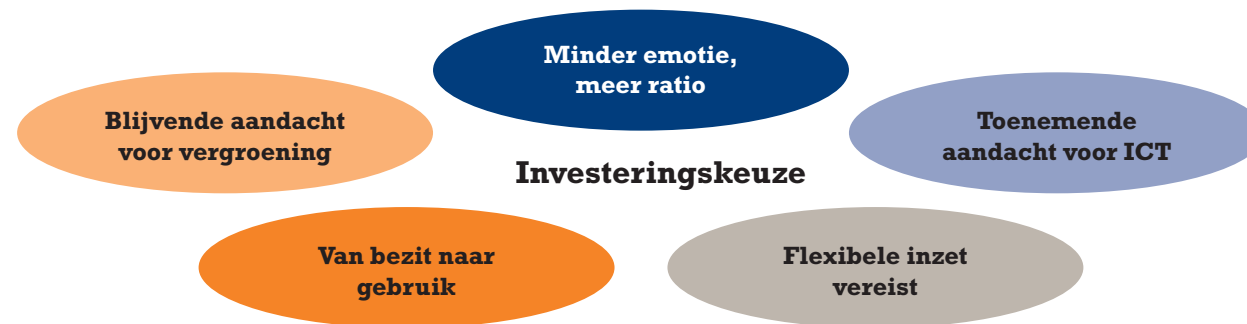 Minder emotie,
meer ratio
Blijvende aandacht
voor vergroening
Toenemende
aandacht voor ICT
Investeringskeuze
Van bezit naar
gebruik
Flexibele inzet
vereist